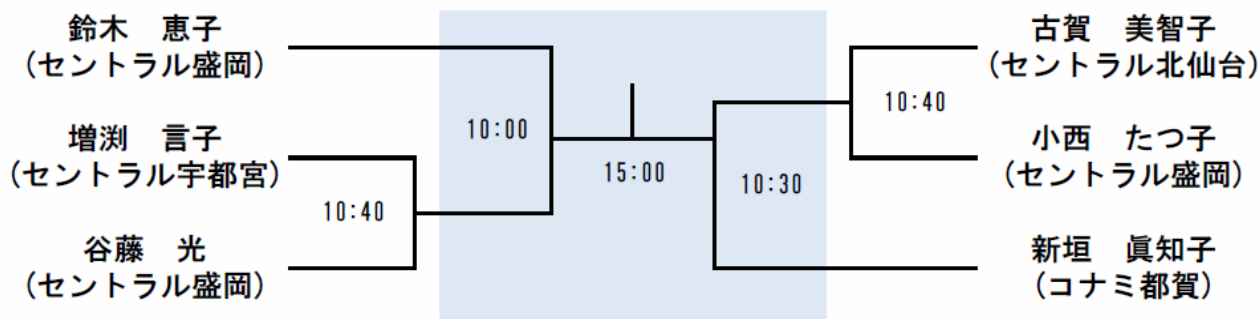 鈴木　恵子
(セントラル盛岡)
増渕　言子
(セントラル宇都宮)
谷藤　光
(セントラル盛岡)
10:40
10:00
15:00
10:30
10:40
古賀　美智子
(セントラル北仙台)
小西　たつ子
(セントラル盛岡)
新垣　眞知子
(コナミ都賀)